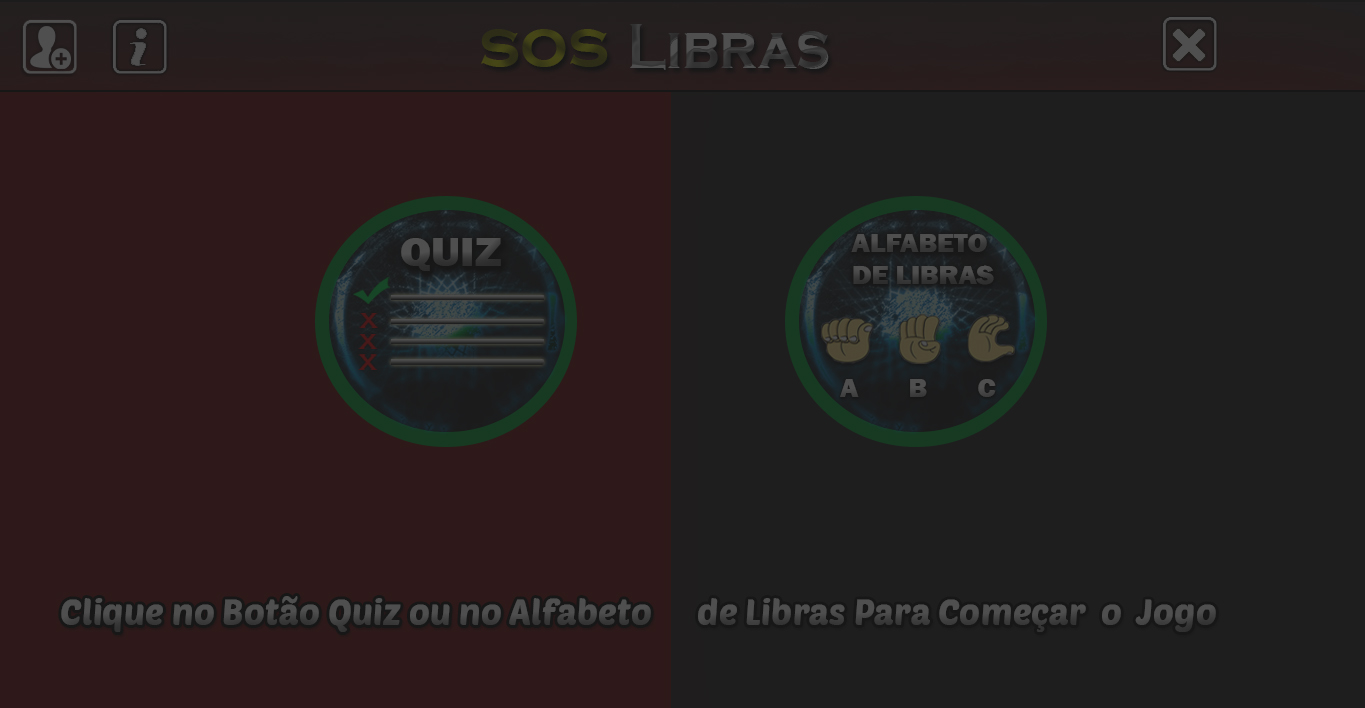 SOS LIBRAS
QUIZ
X
X
X
ALFABETO
DE LIBRAS
A B C
Clique no Botão Quiz ou no Alfabeto de Libras Para Começar o Jogo